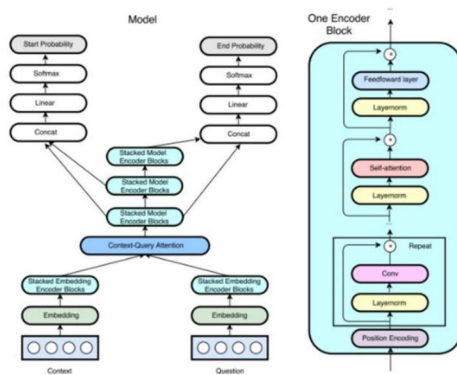 Model
Start Probability
End Probability
Softmax
Softmax
Linear
Linear
Concat
Concat
Stacked Model
Encoder Blocks
Stacked Model
Encoder Blocks
Stacked Model
Encoder Blocks
Context-Query Attention
Stacked Embedding
Encoder Blocks
Stacked Embedding
Encoder Blocks
Embedding
Embedding
Context
Question
One Encoder
Block
...
+
Feedfoward layer
Layernorm
+
Self-attention
Layernorm
...
+
Repeat
Conv
Layernorm
Position Encoding
...